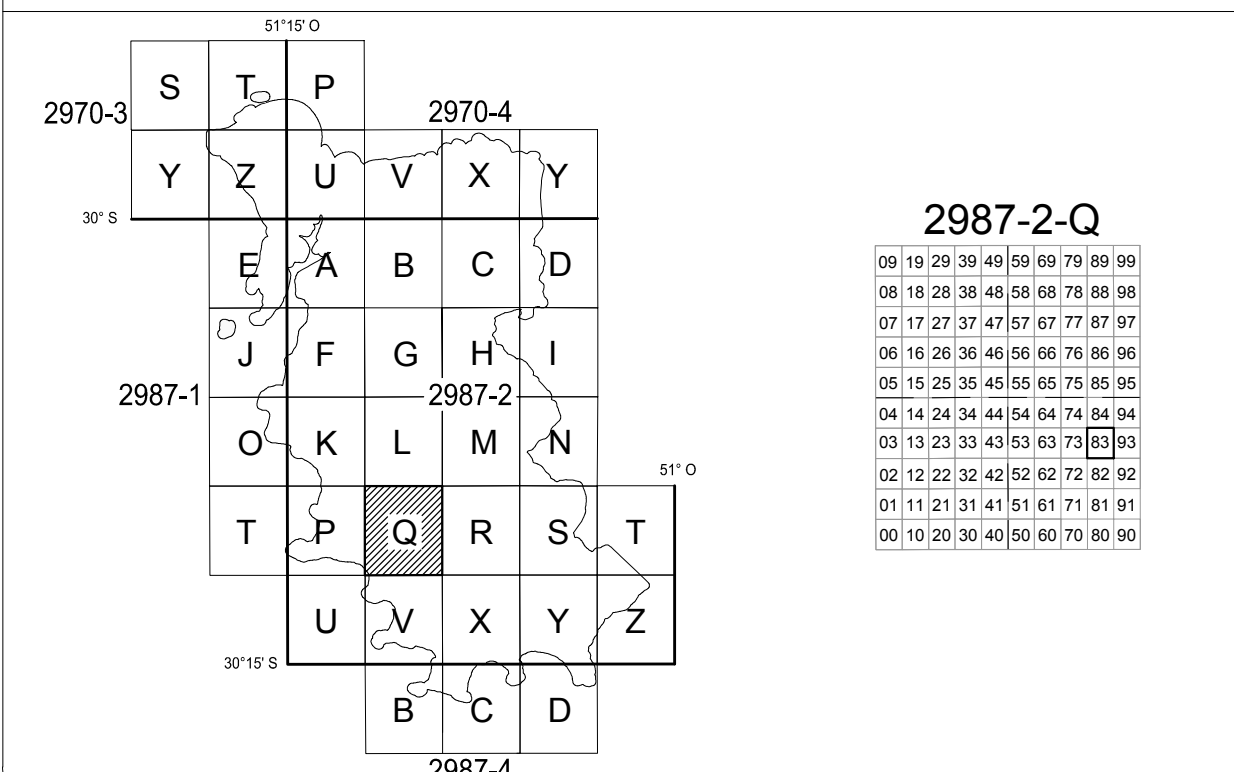 51°15' O
S T P
2970-3
2970-4
Y Z U V X Y
30° S
E A B C D
J F G H I
2987-1
2987-2
O K L M N
51° O
T P Q R S T
U V X Y Z
30°15' S
B C D
2987-4
2987-2-Q
09 19 29 39 49 59 69 79 89 99
08 18 28 38 48 58 68 78 88 98
07 17 27 37 47 57 67 77 87 97
06 16 26 36 46 56 66 76 86 96
05 15 25 35 45 55 65 75 85 95
04 14 24 34 44 54 64 74 84 94
03 13 23 33 43 53 63 73 83 93
02 12 22 32 42 52 62 72 82 92
01 11 21 31 41 51 61 71 81 91
00 10 20 30 40 50 60 70 80 90